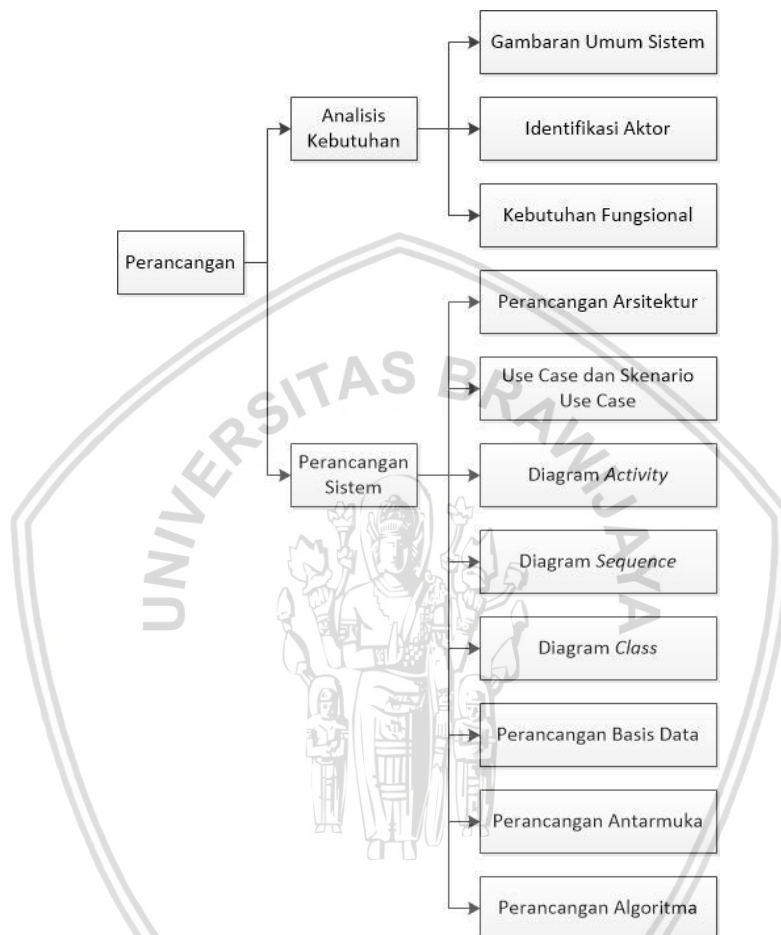 Gambaran Umum Sistem
Analisis
Kebutuhan
Identifikasi Aktor
Kebutuhan Fungsional
Perancangan
Perancangan Arsitektur
Use Case dan Skenario
Use Case
Perancangan
Sistem
Diagram Activity
Diagram Sequence
Diagram Class
Perancangan Basis Data
Perancangan Antarmuka
Perancangan Algoritma
UNIVERSITAS BRAWIJAYA